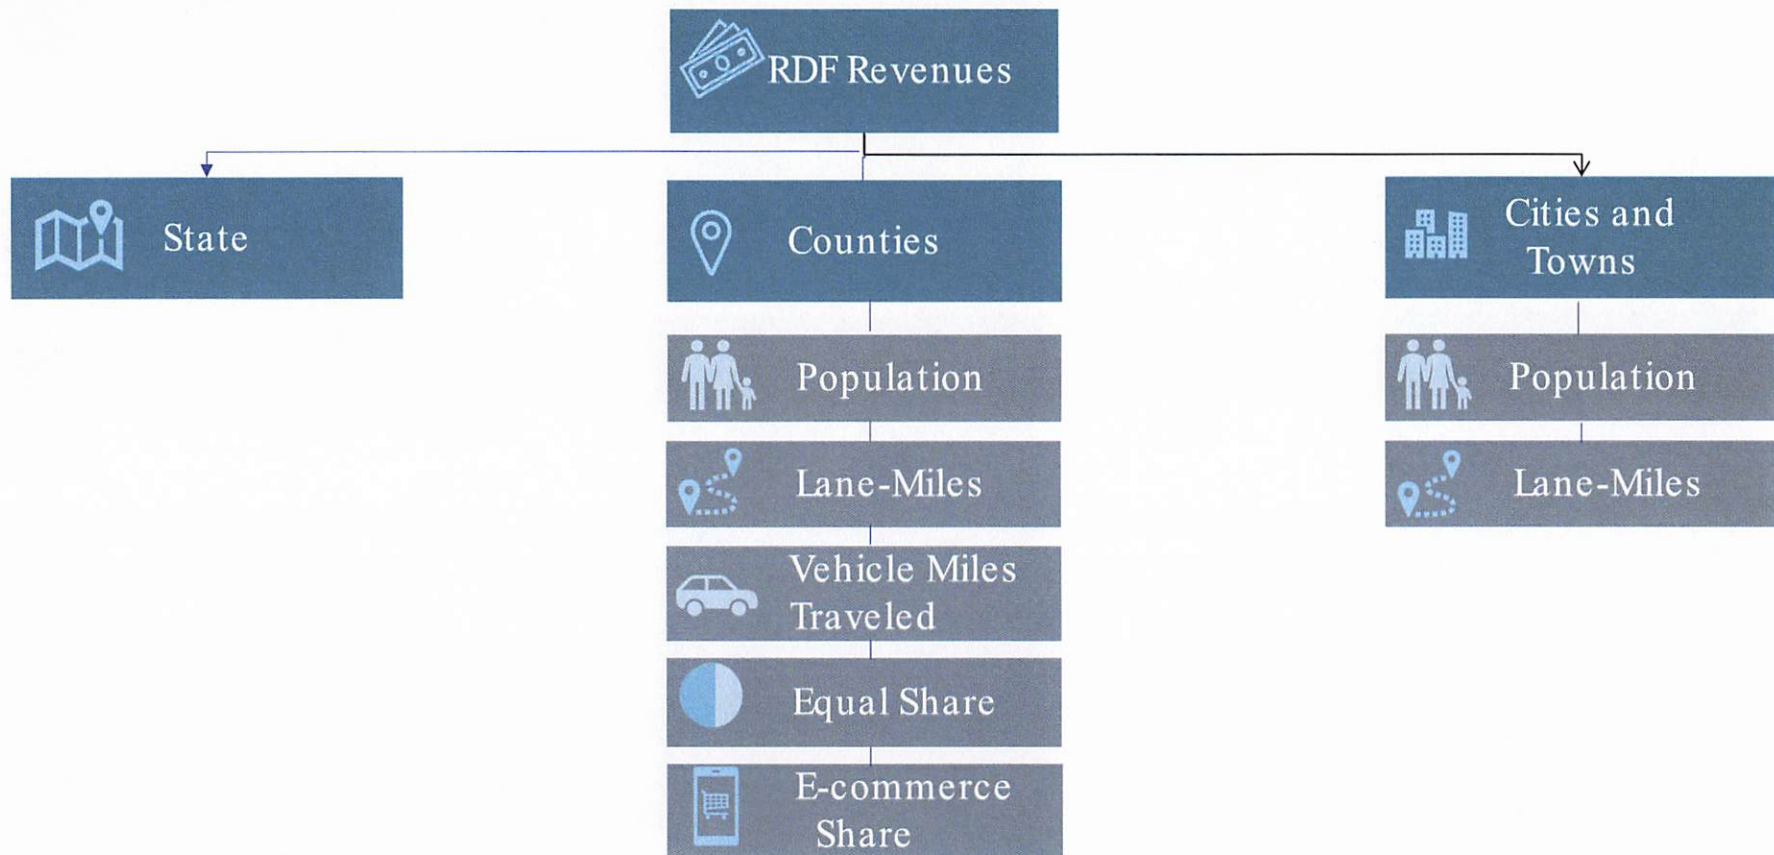 RDF Revenues
State
Counties
Cities and
Towns
Population
Population
Lane-Miles
Lane-Miles
Vehicle Miles
Traveled
Equal Share
E-commerce
Share